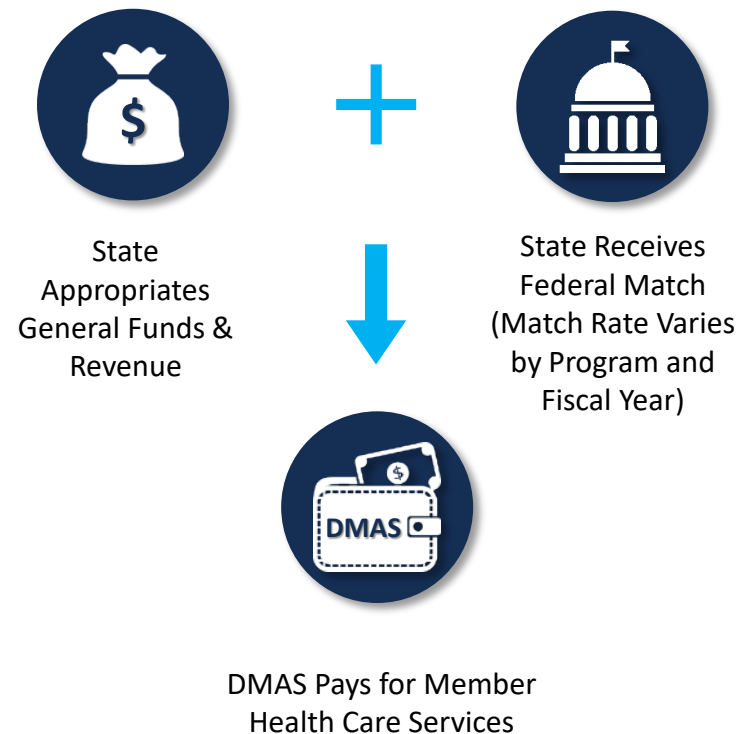 $
State
Appropriates
General Funds &
Revenue
State Receives
Federal Match
(Match Rate Varies
by Program and
Fiscal Year)
$
DMAS
DMAS Pays for Member
Health Care Services